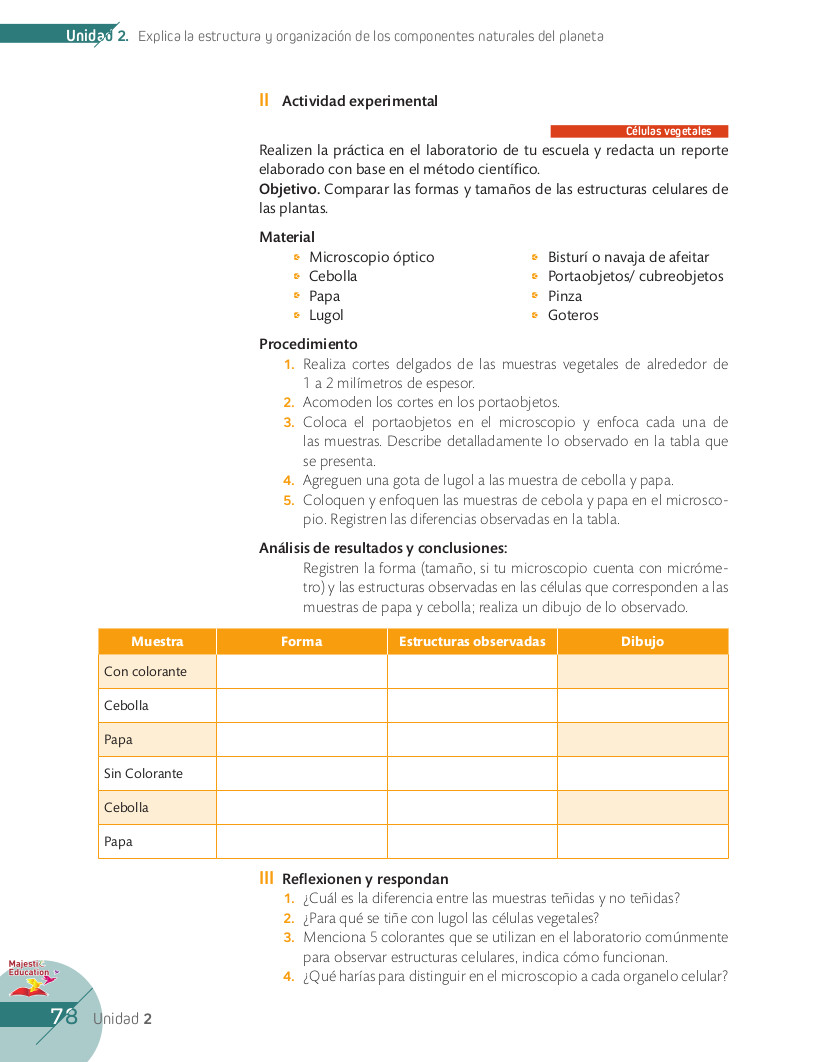 Unidad 2. Explica la estructura y organización de los componentes naturales del planeta
II Actividad experimental
Células vegetales
Realizen la práctica en el laboratorio de tu escuela y redacta un reporte
elaborado con base en el método científico.
Objetivo. Comparar las formas y tamaños de las estructuras celulares de
las plantas.
Material
Microscopio óptico
Cebolla
Papa
Lugol
Bisturí o navaja de afeitar
Portaobjetos/ cubreobjetos
Pinza
Goteros
Procedimiento
1. Realiza cortes delgados de las muestras vegetales de alrededor de
1 a 2 milímetros de espesor.
2. Acomoden los cortes en los portaobjetos.
3. Coloca el portaobjetos en el microscopio y enfoca cada una de
las muestras. Describe detalladamente lo observado en la tabla que
se presenta.
4. Agreguen una gota de lugol a las muestra de cebolla y papa.
5. Coloquen y enfoquen las muestras de cebola y papa en el microsco-
pio. Registren las diferencias observadas en la tabla.
Análisis de resultados y conclusiones:
Registren la forma (tamaño, si tu microscopio cuenta con micróme-
tro) y las estructuras observadas en las células que corresponden a las
muestras de papa y cebolla; realiza un dibujo de lo observado.
Muestra Forma Estructuras observadas Dibujo
Con colorante
Cebolla
Papa
Sin Colorante
Cebolla
Papa
III Reflexionen y respondan
1. ¿Cuál es la diferencia entre las muestras teñidas y no teñidas?
2. ¿Para qué se tiñe con lugol las células vegetales?
3. Menciona 5 colorantes que se utilizan en el laboratorio comúnmente
para observar estructuras celulares, indica cómo funcionan.
4. ¿Qué harías para distinguir en el microscopio a cada organelo celular?
Majestic
Education
78 Unidad 2